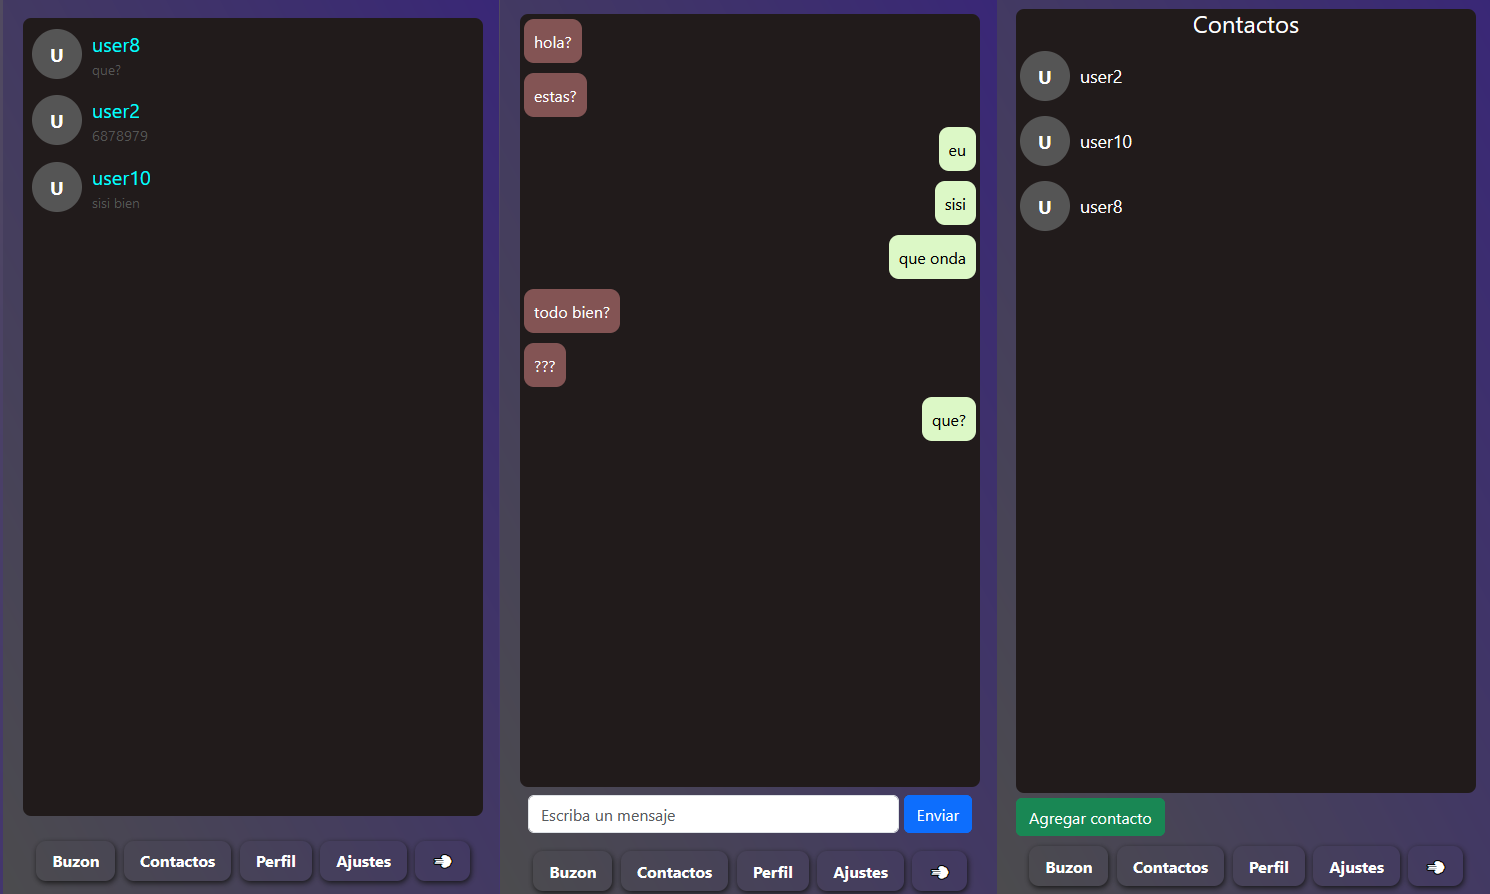 U
user8
que?
U
user2
6878979
U
user10
sisi bien
Buzon Contactos Perfil Ajustes
hola?
estas?
eu
sisi
que onda
todo bien?
???
que?
Escriba un mensaje Enviar
Buzon Contactos Perfil Ajustes
Contactos
U user2
U user10
U user8
Agregar contacto
Buzon Contactos Perfil Ajustes